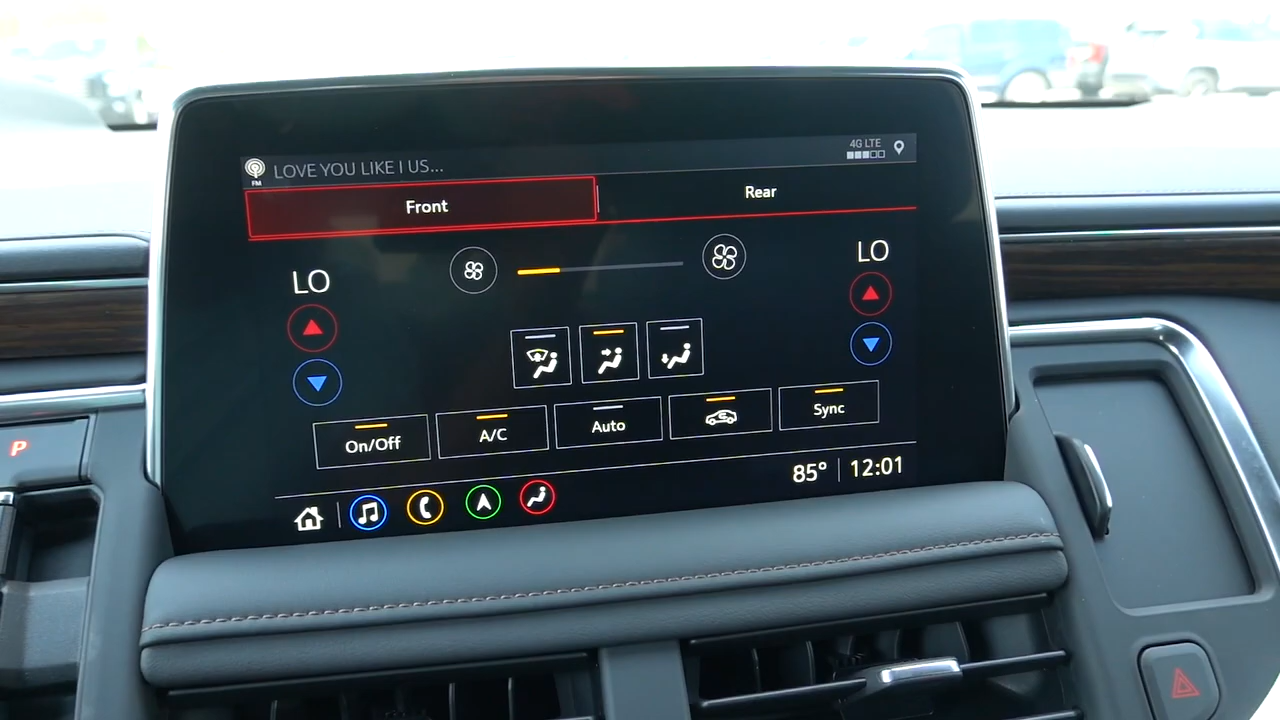 LOVE YOU LIKE I US...
FM
4G LTE
Front
Rear
LO
LO
On/Off
A/C
Auto
Sync
85° 12:01
P